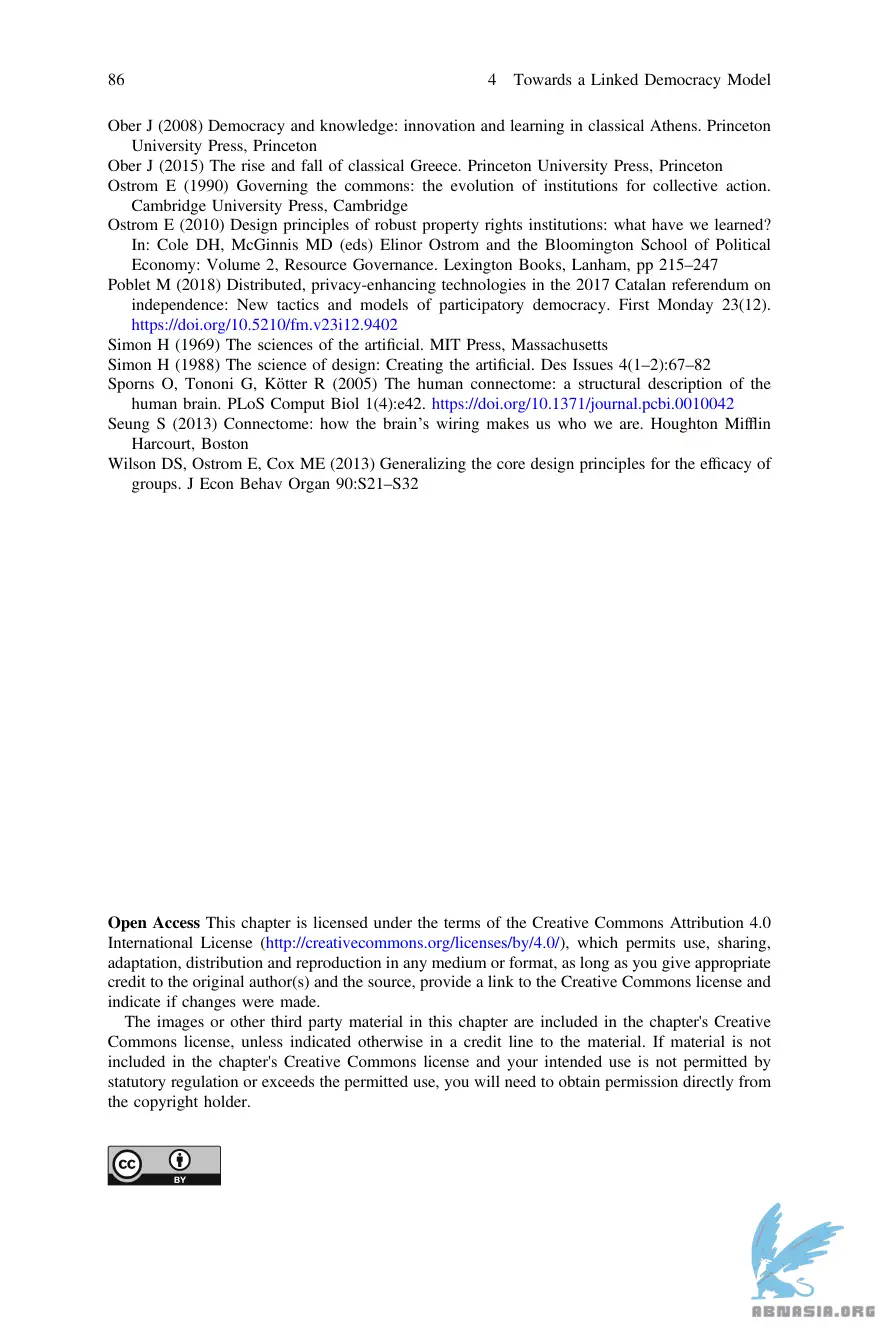 86
4 Towards a Linked Democracy Model
Ober J (2008) Democracy and knowledge: innovation and learning in classical Athens. Princeton
University Press, Princeton
Ober J (2015) The rise and fall of classical Greece. Princeton University Press, Princeton
Ostrom E (1990) Governing the commons: the evolution of institutions for collective action.
Cambridge University Press, Cambridge
Ostrom E (2010) Design principles of robust property rights institutions: what have we learned?
In: Cole DH, McGinnis MD (eds) Elinor Ostrom and the Bloomington School of Political
Economy: Volume 2, Resource Governance. Lexington Books, Lanham, pp 215–247
Poblet M (2018) Distributed, privacy-enhancing technologies in the 2017 Catalan referendum on
independence: New tactics and models of participatory democracy. First Monday 23(12).
https://doi.org/10.5210/fm.v23i12.9402
Simon H (1969) The sciences of the artificial. MIT Press, Massachusetts
Simon H (1988) The science of design: Creating the artificial. Des Issues 4(1–2):67–82
Sporns O, Tononi G, Kötter R (2005) The human connectome: a structural description of the
human brain. PLoS Comput Biol 1(4):e42. https://doi.org/10.1371/journal.pcbi.0010042
Seung S (2013) Connectome: how the brain's wiring makes us who we are. Houghton Mifflin
Harcourt, Boston
Wilson DS, Ostrom E, Cox ME (2013) Generalizing the core design principles for the efficacy of
groups. J Econ Behav Organ 90:S21–S32
Open Access This chapter is licensed under the terms of the Creative Commons Attribution 4.0
International License (http://creativecommons.org/licenses/by/4.0/), which permits use, sharing,
adaptation, distribution and reproduction in any medium or format, as long as you give appropriate
credit to the original author(s) and the source, provide a link to the Creative Commons license and
indicate if changes were made.
The images or other third party material in this chapter are included in the chapter's Creative
Commons license, unless indicated otherwise in a credit line to the material. If material is not
included in the chapter's Creative Commons license and your intended use is not permitted by
statutory regulation or exceeds the permitted use, you will need to obtain permission directly from
the copyright holder.
cc
BY
ABNASIA.ORG